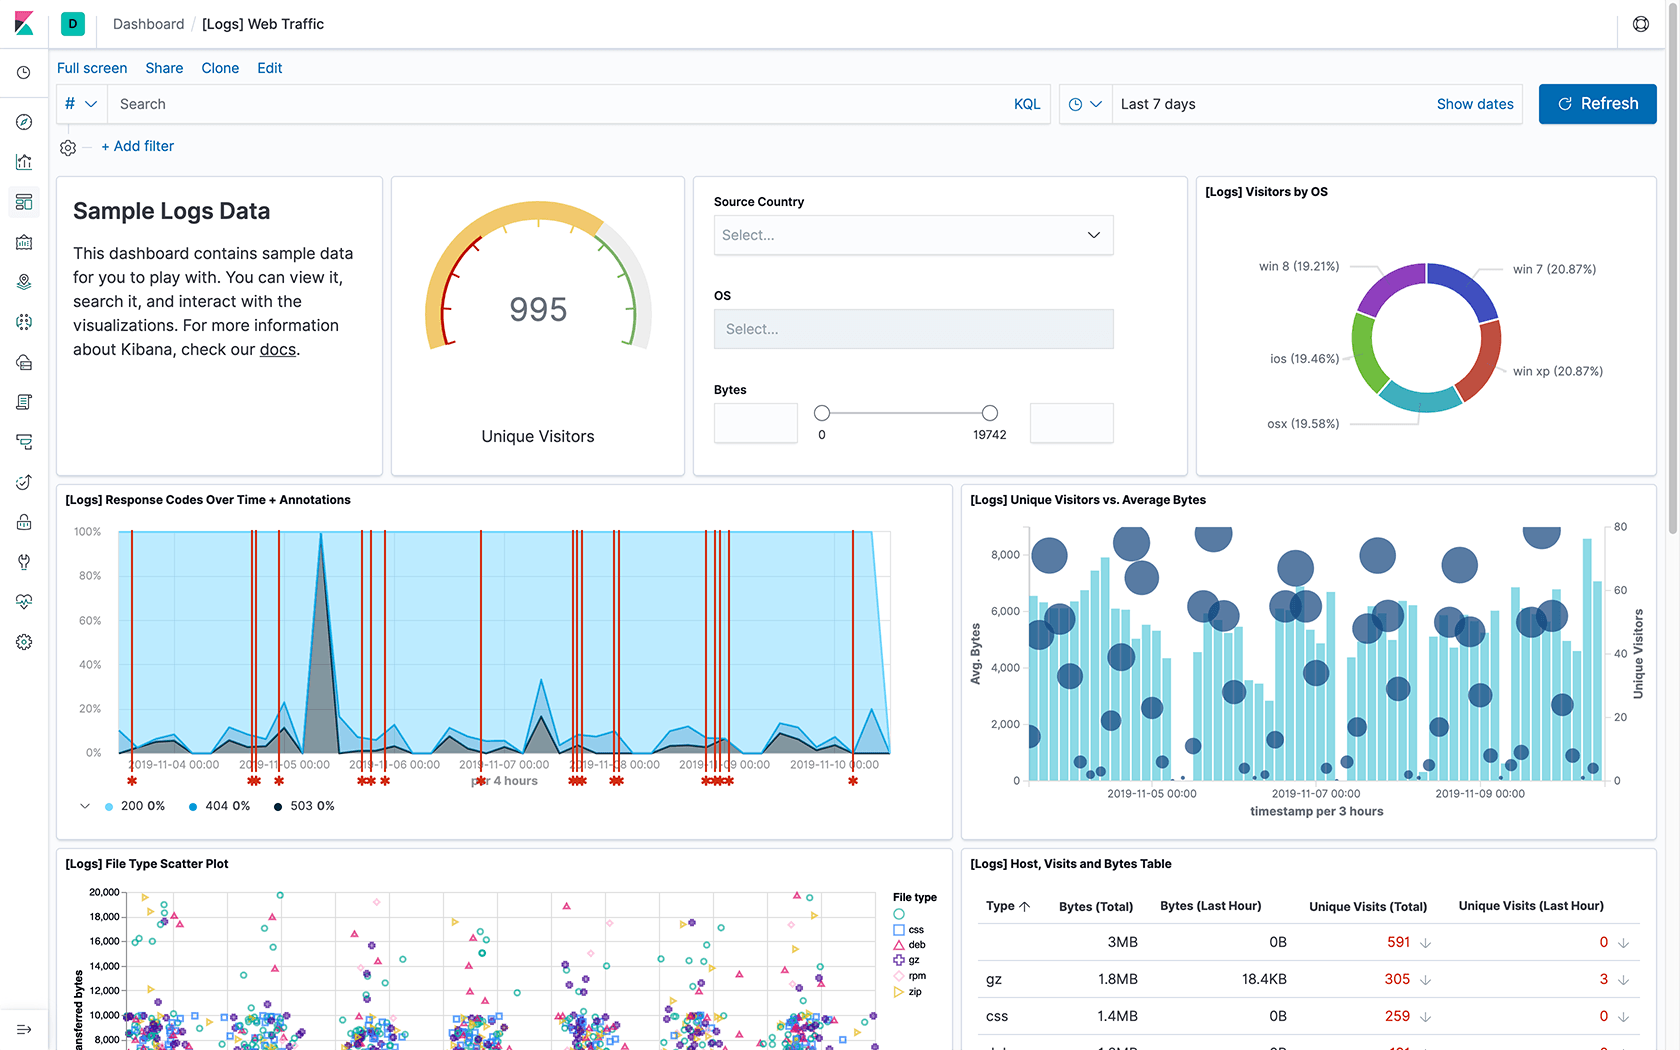 D
Dashboard / [Logs] Web Traffic
Full screen Share Clone Edit
# Search KQL
Last 7 days Show dates
Refresh
+ Add filter
Sample Logs Data
This dashboard contains sample data
for you to play with. You can view it,
search it, and interact with the
visualizations. For more information
about Kibana, check our docs.
995
Unique Visitors
Source Country
Select...
OS
Select...
Bytes
0 19742
[Logs] Visitors by OS
win 8 (19.21%)
win 7 (20.87%)
ios (19.46%)
win xp (20.87%)
osx (19.58%)
[Logs] Response Codes Over Time + Annotations
100%
80%
60%
40%
20%
0%
2019-11-04 00:00 2019-11-05 00:00 2019-11-06 00:00 2019-11-07 00:00 2019-11-08 00:00 2019-11-09 00:00 2019-11-10 00:00
per 4 hours
200 0% 404 0% 503 0%
[Logs] Unique Visitors vs. Average Bytes
Avg. Bytes
8,000
6,000
4,000
2,000
0
80
60
40
20
0
Unique Visitors
2019-11-05 00:00 2019-11-07 00:00 2019-11-09 00:00
timestamp per 3 hours
[Logs] File Type Scatter Plot
20,000
18,000
16,000
14,000
12,000
10,000
8,000
ansferred bytes
File type
css
deb
gz
rpm
zip
[Logs] Host, Visits and Bytes Table
Type Bytes (Total) Bytes (Last Hour) Unique Visits (Total) Unique Visits (Last Hour)
3MB 0B 591 0
gz 1.8MB 18.4KB 305 3
css 1.4MB 0B 259 0